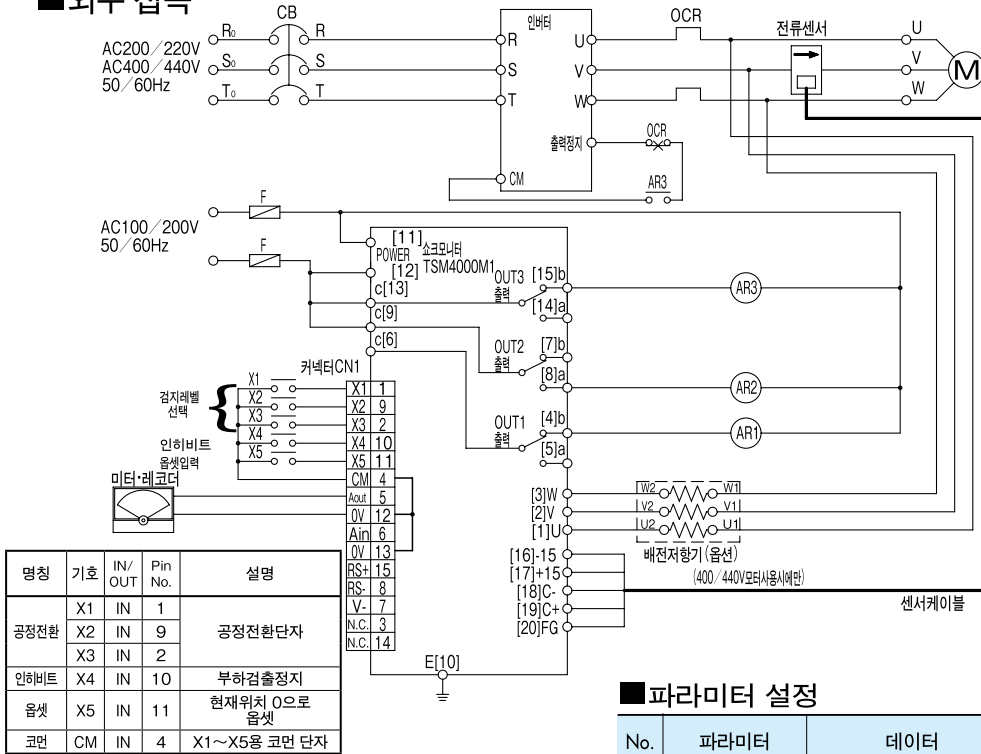 ■외부 접속
CB
R₀ R
AC200/220V
AC400/440V
50/60Hz
S₀ S
T₀ T
인버터
R
S
T
U
V
W
출력정지
CM
OCR
OCR
AR3
전류센서
U
V
W
M
AC100/200V
50/60Hz
F
F
[11]
POWER
[12]
쇼크모니터
TSM4000M1
c[13]
c[9]
c[6]
OUT3
출력
[15]b
[14]a
OUT2
출력
[7]b
[8]a
OUT1
출력
[4]b
[5]a
AR3
AR2
AR1
커넥터CN1
검지레벨
선택
인히비트
옵셋입력
X1
X2
X3
X4
X5
X1 1
X2 9
X3 2
X4 10
X5 11
CM 4
Aout 5
0V 12
Ain 6
0V 13
RS+ 15
RS- 8
V- 7
N.C. 3
N.C. 14
미터·레코더
[3]W
[2]V
[1]U
W2 W1
V2 V1
U2 U1
배전저항기(옵션)
(400/440V모터사용시에만)
[16]-15
[17]+15
[18]C-
[19]C+
[20]FG
센서케이블
E[10]
명칭 기호 IN/OUT Pin No. 설명
공정전환 X1 IN 1 공정전환단자
X2 IN 9
X3 IN 2
인히비트 X4 IN 10 부하검출정지
옵셋 X5 IN 11 현재위치 0으로
옵셋
코먼 CM IN 4 X1~X5용 코먼 단자
■파라미터 설정
No. 파라미터 데이터